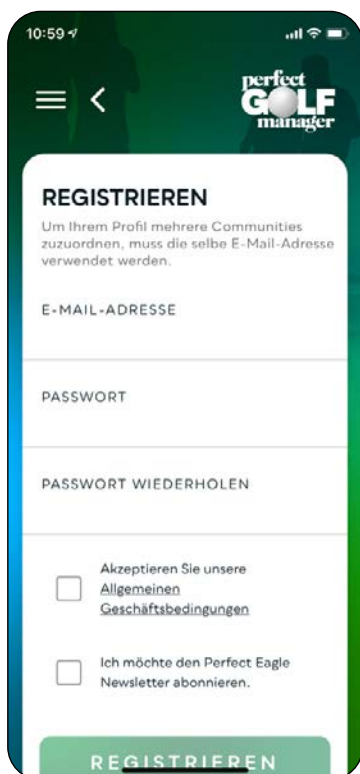 10:59
perfect
GOLF
manager
REGISTRIEREN
Um Ihrem Profil mehrere Communities
zuzuordnen, muss die selbe E-Mail-Adresse
verwendet werden.
E-MAIL-ADRESSE
PASSWORT
PASSWORT WIEDERHOLEN
Akzeptieren Sie unsere
Allgemeinen
Geschäftsbedingungen
Ich möchte den Perfect Eagle
Newsletter abonnieren.
REGISTRIEREN